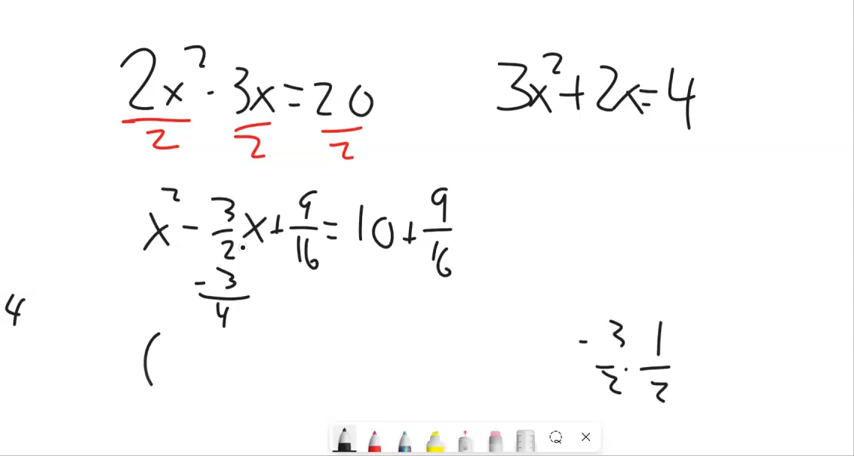 2x² - 3x = 20
2 2 2
3x² + 2x = 4
x² - 3/2 x + 9/16 = 10 + 9/16
-3/4
4
(
- 3/2 · 1/2